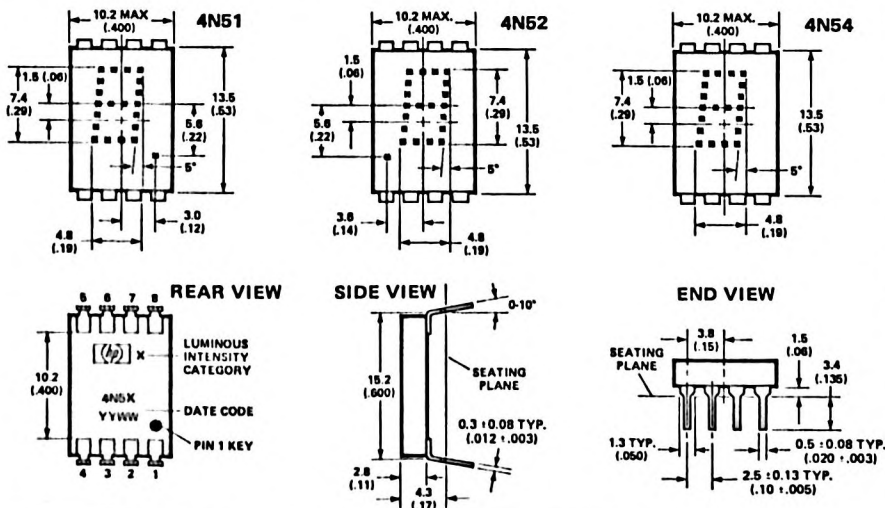 4N51
10.2 MAX.
(.400)
1.5 (.06)
7.4
(.29)
5.6
(.22)
13.5
(.53)
5°
3.0
(.12)
4.8
(.19)
4N52
10.2 MAX.
(.400)
1.5
(.06)
5.6
(.22)
7.4
(.29)
13.5
(.53)
5°
3.6
(.14)
4.8
(.19)
4N54
10.2 MAX.
(.400)
1.5 (.06)
7.4
(.29)
13.5
(.53)
5°
4.8
(.19)
REAR VIEW
5 6 7 8
hp X
LUMINOUS
INTENSITY
CATEGORY
10.2
(.400)
4N5X
YYWW
DATE CODE
PIN 1 KEY
4 3 2 1
SIDE VIEW
0-10°
15.2
(.600)
SEATING
PLANE
0.3 ±0.08 TYP.
(.012 ±.003)
2.8
(.11)
4.3
(.17)
END VIEW
3.8
(.15)
1.5
(.06)
SEATING
PLANE
3.4
(.135)
1.3 TYP.
(.050)
0.5 ±0.08 TYP.
(.020 ±.003)
2.5 ±0.13 TYP.
(.10 ±.005)